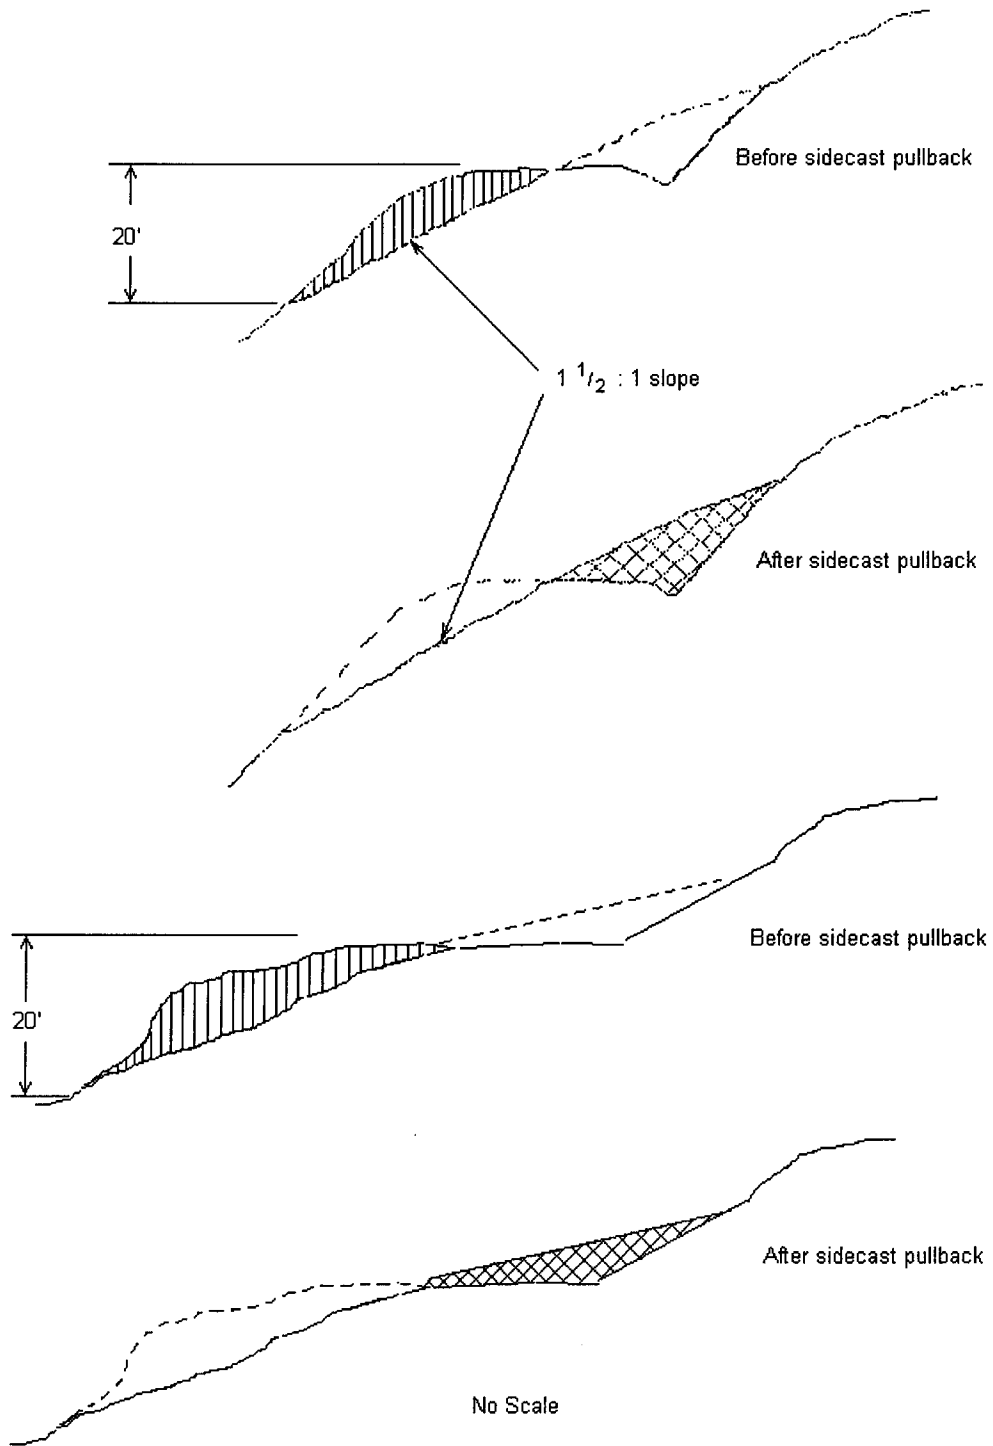 Before sidecast pullback
20'
1 1/2 : 1 slope
After sidecast pullback
Before sidecast pullback
20'
After sidecast pullback
No Scale